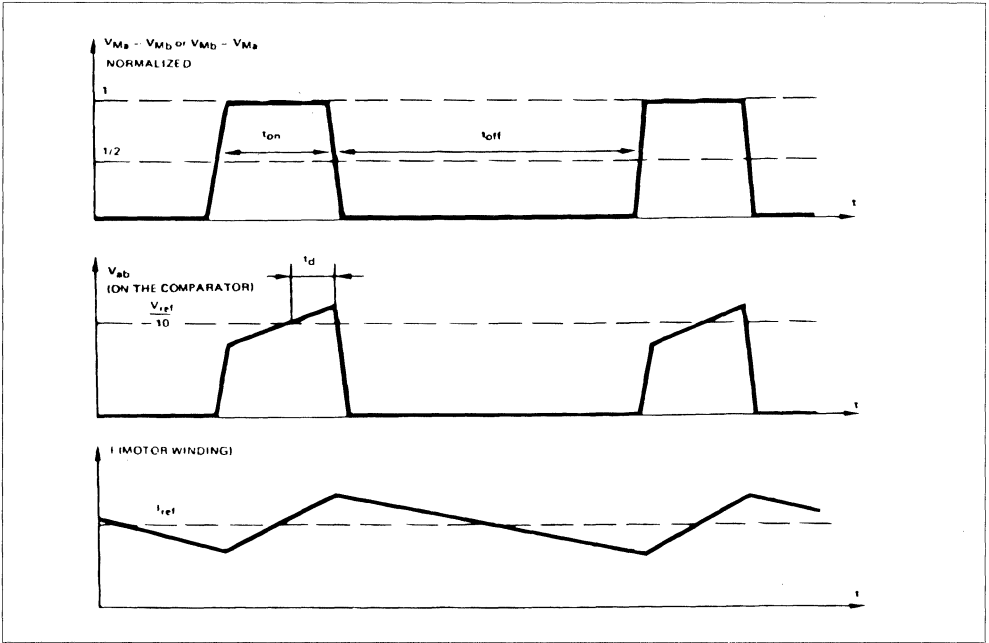 VMa - VMb or VMb - VMa
NORMALIZED
1
ton
toff
1/2
t
td
Vab
(ON THE COMPARATOR)
Vref
10
t
I (MOTOR WINDING)
Iref
t